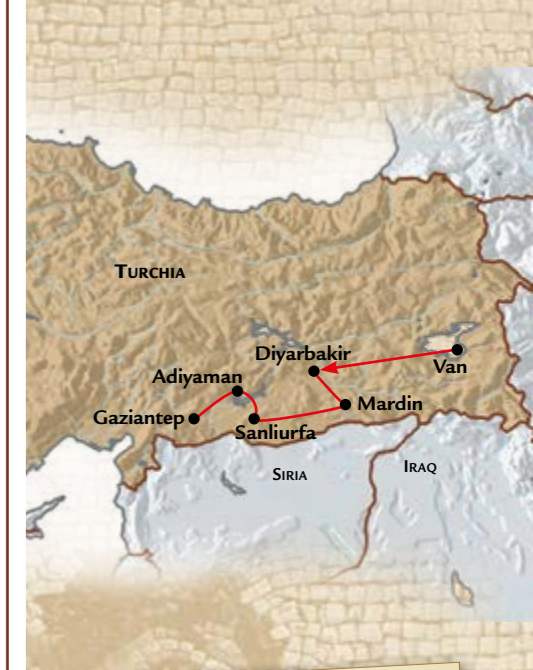 TURCHIA
Diyarbakir
Van
Adiyaman
Mardin
Gaziantep
Sanliurfa
SIRIA
IRAQ